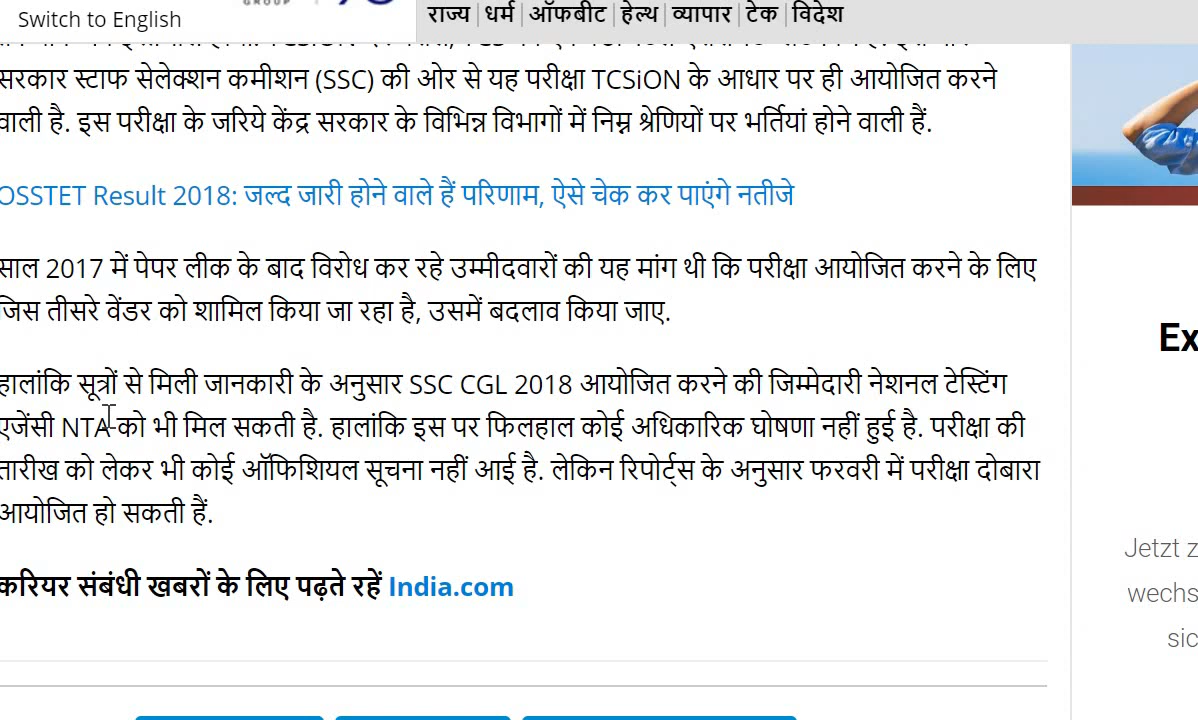 Switch to English
GROUP
राज्य | धर्म | ऑफबीट | हेल्थ | व्यापार | टेक | विदेश
सरकार स्टाफ सेलेक्शन कमीशन (SSC) की ओर से यह परीक्षा TCSiON के आधार पर ही आयोजित करने
वाली है. इस परीक्षा के जरिये केंद्र सरकार के विभिन्न विभागों में निम्न श्रेणियों पर भर्तियां होने वाली हैं.
OSSTET Result 2018: जल्द जारी होने वाले हैं परिणाम, ऐसे चेक कर पाएंगे नतीजे
साल 2017 में पेपर लीक के बाद विरोध कर रहे उम्मीदवारों की यह मांग थी कि परीक्षा आयोजित करने के लिए
जिस तीसरे वेंडर को शामिल किया जा रहा है, उसमें बदलाव किया जाए.
हालांकि सूत्रों से मिली जानकारी के अनुसार SSC CGL 2018 आयोजित करने की जिम्मेदारी नेशनल टेस्टिंग
एजेंसी NTA को भी मिल सकती है. हालांकि इस पर फिलहाल कोई अधिकारिक घोषणा नहीं हुई है. परीक्षा की
तारीख को लेकर भी कोई ऑफिशियल सूचना नहीं आई है. लेकिन रिपोर्ट्स के अनुसार फरवरी में परीक्षा दोबारा
आयोजित हो सकती हैं.
करियर संबंधी खबरों के लिए पढ़ते रहें India.com
Ex
Jetzt z
wechs
sic